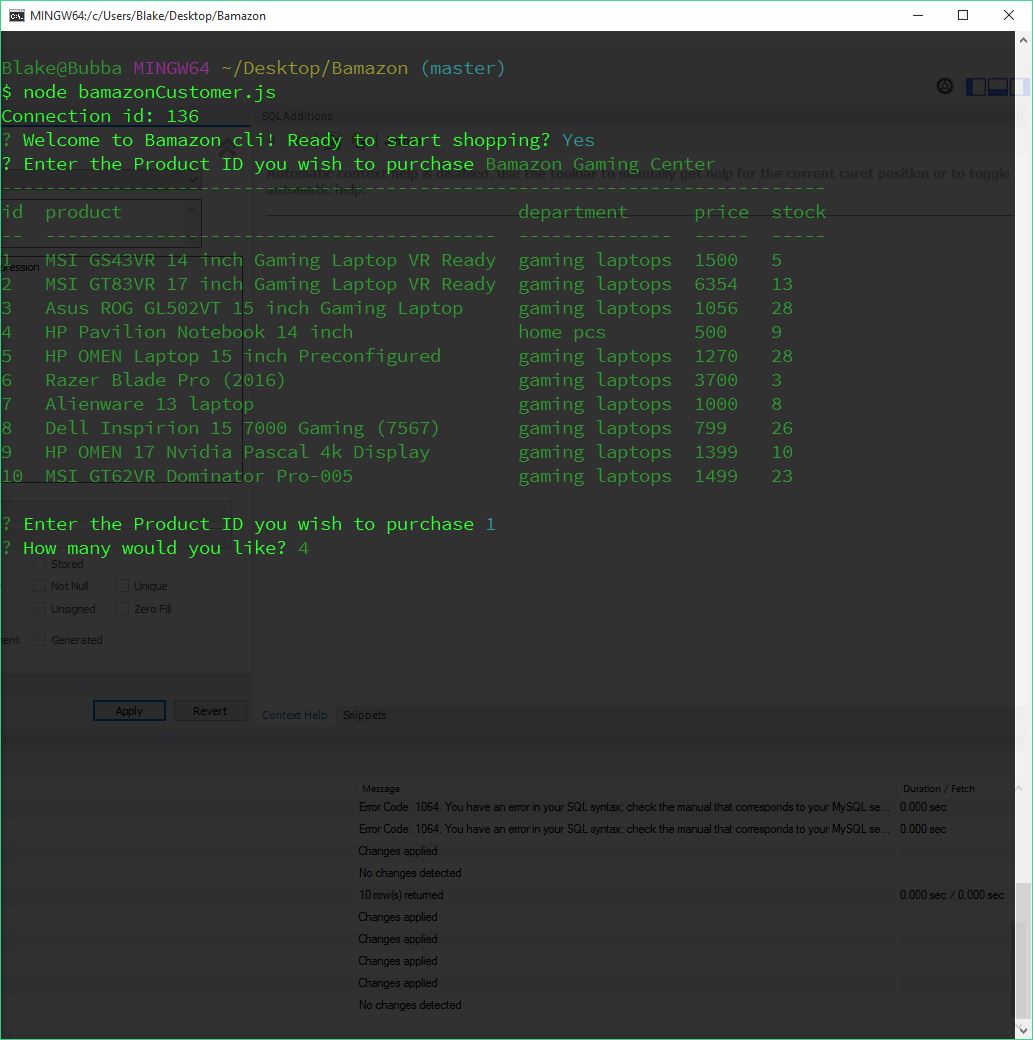 MINGW64:/c/Users/Blake/Desktop/Bamazon
Blake@Bubba MINGW64 ~/Desktop/Bamazon (master)
$ node bamazonCustomer.js
Connection id: 136
SQL Additions
? Welcome to Bamazon cli! Ready to start shopping? Yes
? Enter the Product ID you wish to purchase Bamazon Gaming Center
Automatic context help is disabled. Use the toolbar to manually get help for the current caret position or to toggle
automatic help.
id product department price stock
-- ----------------------------------------- -------------- ----- -----
1 MSI GS43VR 14 inch Gaming Laptop VR Ready gaming laptops 1500 5
pression
2 MSI GT83VR 17 inch Gaming Laptop VR Ready gaming laptops 6354 13
3 Asus ROG GL502VT 15 inch Gaming Laptop gaming laptops 1056 28
4 HP Pavilion Notebook 14 inch home pcs 500 9
5 HP OMEN Laptop 15 inch Preconfigured gaming laptops 1270 28
6 Razer Blade Pro (2016) gaming laptops 3700 3
7 Alienware 13 laptop gaming laptops 1000 8
8 Dell Inspirion 15 7000 Gaming (7567) gaming laptops 799 26
9 HP OMEN 17 Nvidia Pascal 4k Display gaming laptops 1399 10
10 MSI GT62VR Dominator Pro-005 gaming laptops 1499 23
? Enter the Product ID you wish to purchase 1
? How many would you like? 4
Stored
Not Null Unique
Unsigned Zero Fill
ment Generated
Apply Revert Context Help Snippets
Message Duration / Fetch
Error Code: 1064. You have an error in your SQL syntax; check the manual that corresponds to your MySQL se... 0.000 sec
Error Code: 1064. You have an error in your SQL syntax; check the manual that corresponds to your MySQL se... 0.000 sec
Changes applied
No changes detected
10 row(s) returned 0.000 sec / 0.000 sec
Changes applied
Changes applied
Changes applied
Changes applied
No changes detected